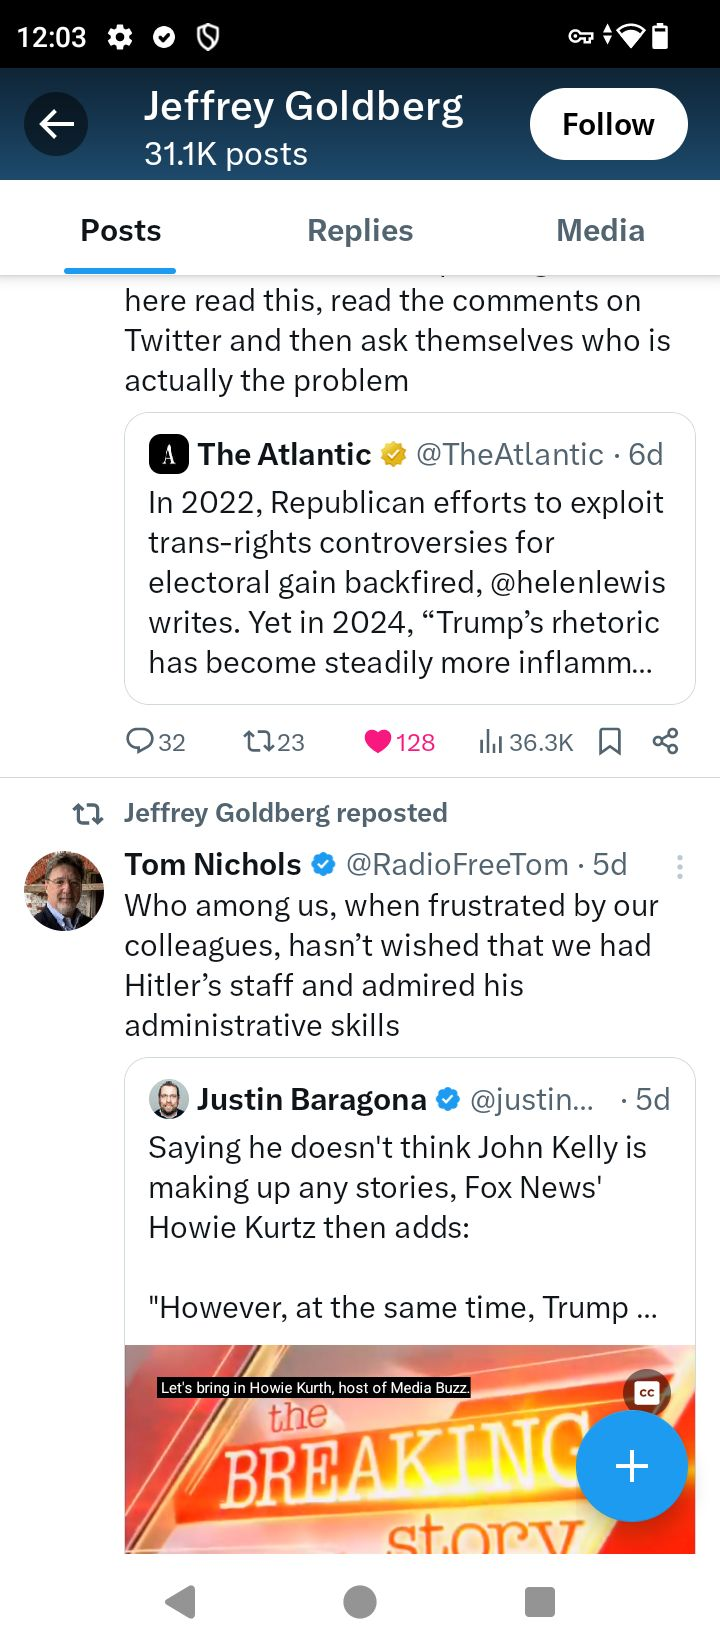 12:03
Jeffrey Goldberg
31.1K posts
Follow
Posts
Replies
Media
here read this, read the comments on
Twitter and then ask themselves who is
actually the problem
A The Atlantic @TheAtlantic · 6d
In 2022, Republican efforts to exploit
trans-rights controversies for
electoral gain backfired, @helenlewis
writes. Yet in 2024, “Trump’s rhetoric
has become steadily more inflamm...
32
23
128
36.3K
Jeffrey Goldberg reposted
Tom Nichols @RadioFreeTom · 5d
Who among us, when frustrated by our
colleagues, hasn’t wished that we had
Hitler’s staff and admired his
administrative skills
Justin Baragona @justin... · 5d
Saying he doesn't think John Kelly is
making up any stories, Fox News'
Howie Kurtz then adds:
"However, at the same time, Trump ...
Let's bring in Howie Kurth, host of Media Buzz.
CC
the
BREAKING
story